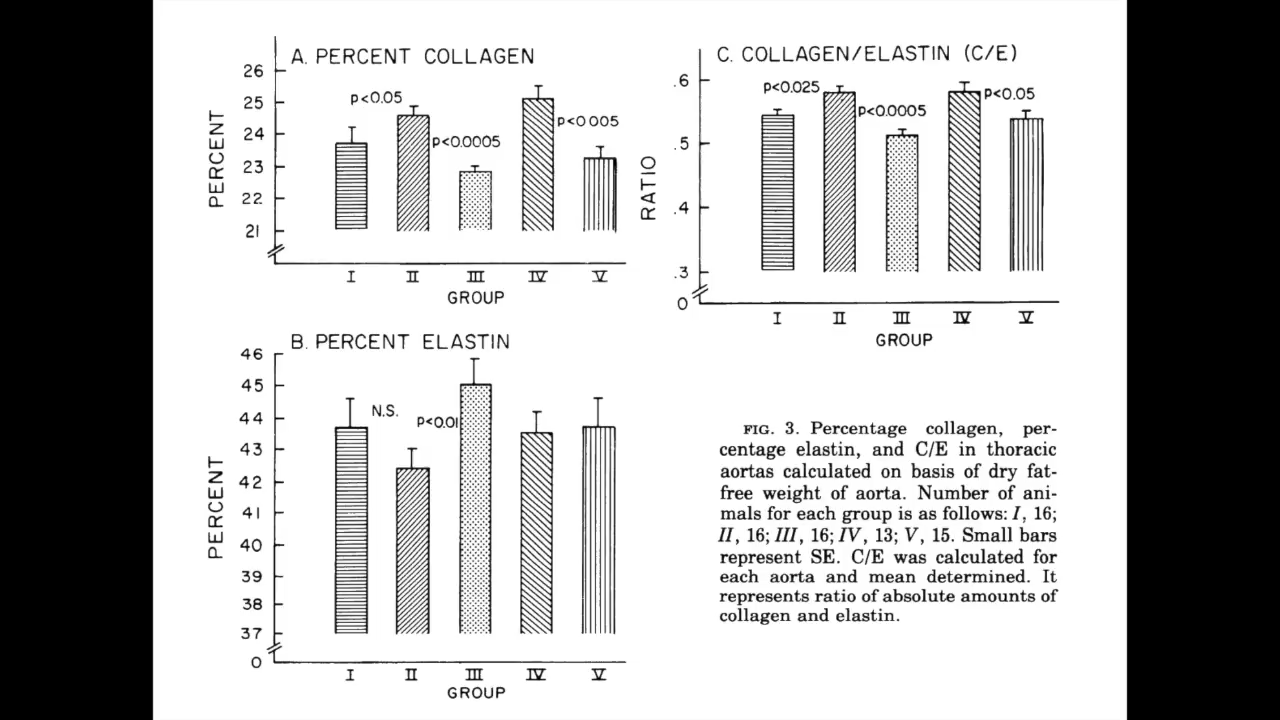 A. PERCENT COLLAGEN
PERCENT
26
25
24
23
22
21
p<0.05
p<0.0005
p<0 005
I II III IV V
GROUP
B. PERCENT ELASTIN
PERCENT
46
45
44
43
42
41
40
39
38
37
0
N.S.
p<0.01
I II III IV V
GROUP
C. COLLAGEN/ELASTIN (C/E)
RATIO
.6
.5
.4
.3
0
p<0.025
p<0.0005
p<0.05
I II III IV V
GROUP
FIG. 3. Percentage collagen, per-
centage elastin, and C/E in thoracic
aortas calculated on basis of dry fat-
free weight of aorta. Number of ani-
mals for each group is as follows: I, 16;
II, 16; III, 16; IV, 13; V, 15. Small bars
represent SE. C/E was calculated for
each aorta and mean determined. It
represents ratio of absolute amounts of
collagen and elastin.